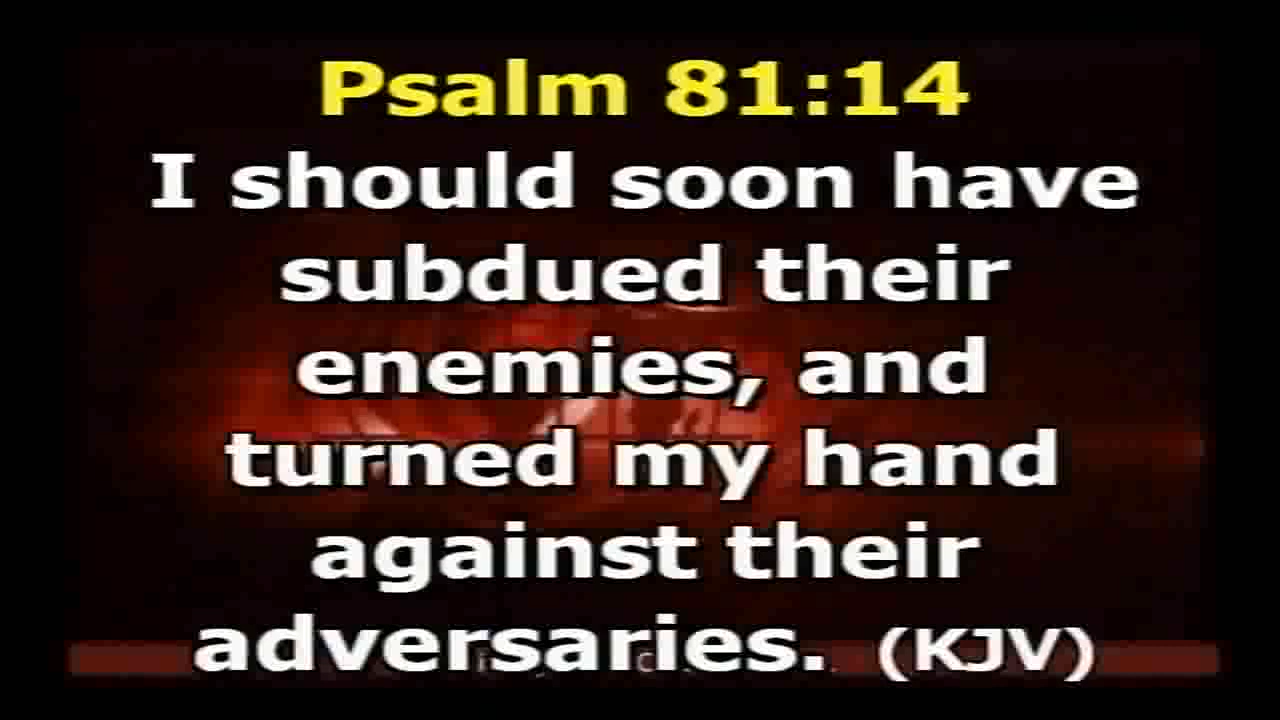 Psalm 81:14
I should soon have
subdued their
enemies, and
turned my hand
against their
adversaries. (KJV)